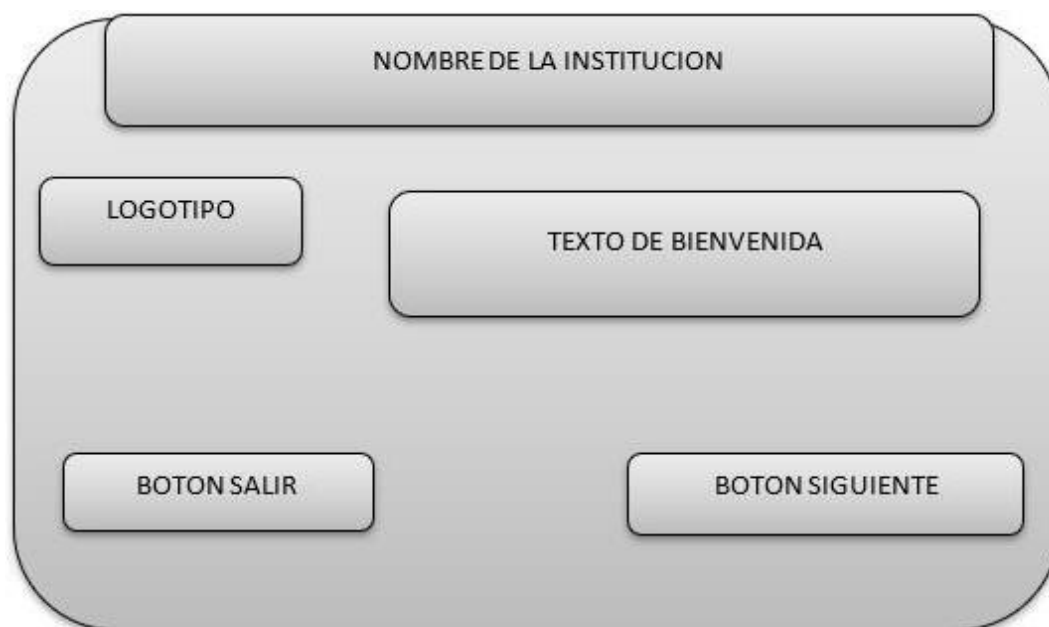 NOMBRE DE LA INSTITUCION
LOGOTIPO
TEXTO DE BIENVENIDA
BOTON SALIR
BOTON SIGUIENTE